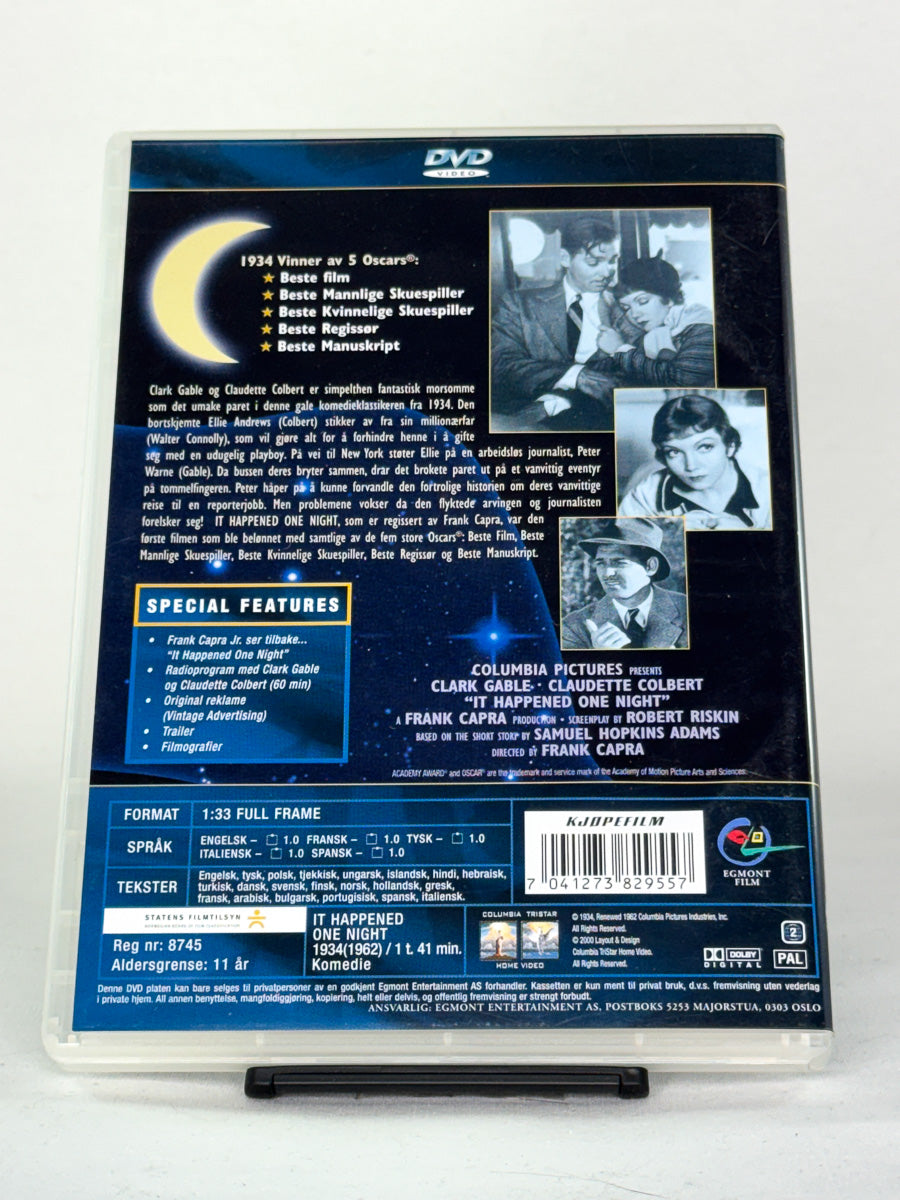 DVD
VIDEO
1934 Vinner av 5 Oscars®:
★ Beste film
★ Beste Mannlige Skuespiller
★ Beste Kvinnelige Skuespiller
★ Beste Regissør
★ Beste Manuskript
Clark Gable og Claudette Colbert er simpelthen fantastisk morsomme
som det umake paret i denne gale komedieklassikeren fra 1934. Den
bortskjemte Ellie Andrews (Colbert) stikker av fra sin millionærfar
(Walter Connolly), som vil gjøre alt for å forhindre henne i å gifte
seg med en udugelig playboy. På vei til New York støter Ellie på en arbeidsløs journalist, Peter
Warne (Gable). Da bussen deres bryter sammen, drar det brokete paret ut på et vanvittig eventyr
på tommelfingeren. Peter håper på å kunne forvandle den fortrolige historien om deres vanvittige
reise til en reporterjobb. Men problemene vokser da den flyktede arvingen og journalisten
forelsker seg! IT HAPPENED ONE NIGHT, som er regissert av Frank Capra, var den
første filmen som ble belønnet med samtlige av de fem store Oscars®: Beste Film, Beste
Mannlige Skuespiller, Beste Kvinnelige Skuespiller, Beste Regissør og Beste Manuskript.
SPECIAL FEATURES
• Frank Capra Jr. ser tilbake...
"It Happened One Night"
• Radioprogram med Clark Gable
og Claudette Colbert (60 min)
• Original reklame
(Vintage Advertising)
• Trailer
• Filmografier
COLUMBIA PICTURES PRESENTS
CLARK GABLE · CLAUDETTE COLBERT
"IT HAPPENED ONE NIGHT"
A FRANK CAPRA PRODUCTION · SCREENPLAY BY ROBERT RISKIN
BASED ON THE SHORT STORY BY SAMUEL HOPKINS ADAMS
DIRECTED BY FRANK CAPRA
ACADEMY AWARD® and OSCAR® are the trademark and service mark of the Academy of Motion Picture Arts and Sciences.
FORMAT 1:33 FULL FRAME
SPRÅK ENGELSK – 1.0 FRANSK – 1.0 TYSK – 1.0
ITALIENSK – 1.0 SPANSK – 1.0
TEKSTER Engelsk, tysk, polsk, tjekkisk, ungarsk, islandsk, hindi, hebraisk,
turkisk, dansk, svensk, finsk, norsk, hollandsk, gresk,
fransk, arabisk, bulgarsk, portugisisk, spansk, italiensk.
KJØPEFILM
7 041273 829557
EGMONT
FILM
STATENS FILMTILSYN
NORWEGIAN BOARD OF FILM CLASSIFICATION
Reg nr: 8745
Aldersgrense: 11 år
IT HAPPENED
ONE NIGHT
1934(1962) / 1 t. 41 min.
Komedie
COLUMBIA TRISTAR
HOME VIDEO
© 1934, Renewed 1962 Columbia Pictures Industries, Inc.
All Rights Reserved.
© 2000 Layout & Design
Columbia TriStar Home Video.
All Rights Reserved.
DOLBY
DIGITAL
2
PAL
Denne DVD platen kan bare selges til privatpersoner av en godkjent Egmont Entertainment AS forhandler. Kassetten er kun ment til privat bruk, d.v.s. fremvisning uten vederlag
i private hjem. All annen benyttelse, mangfoldiggjøring, kopiering, helt eller delvis, og offentlig fremvisning er strengt forbudt.
ANSVARLIG: EGMONT ENTERTAINMENT AS, POSTBOKS 5253 MAJORSTUA, 0303 OSLO